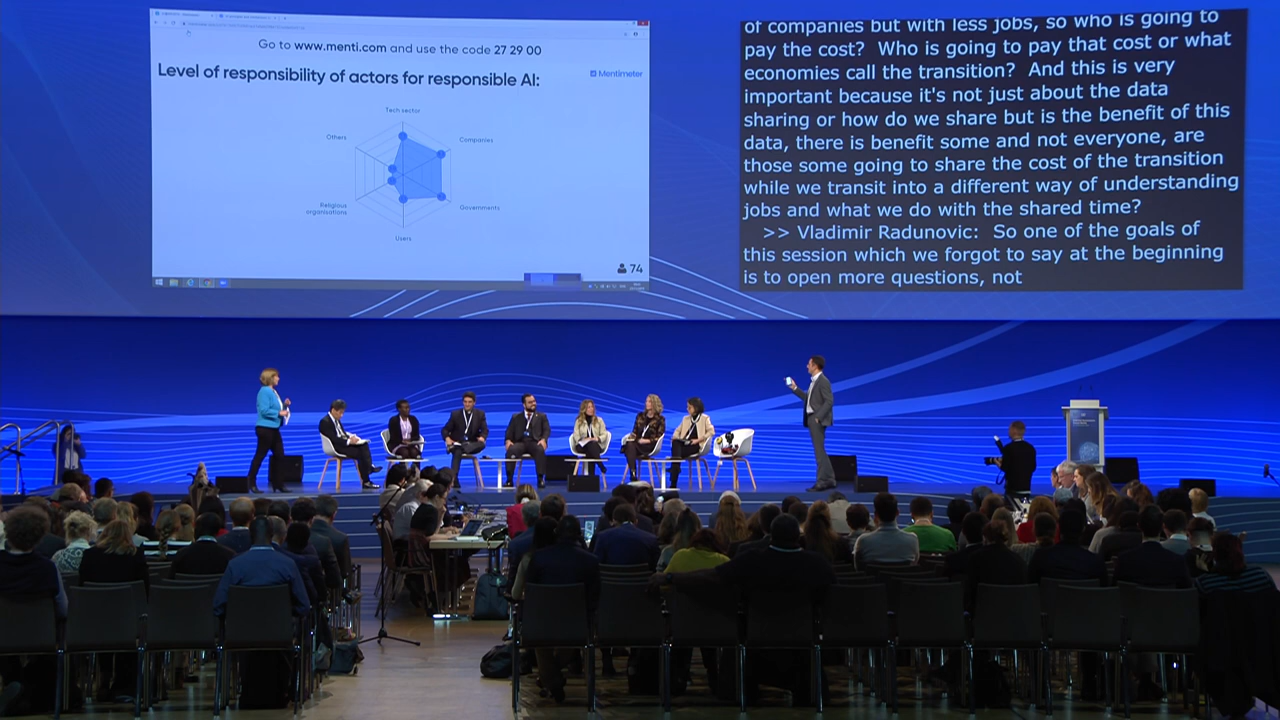 Go to www.menti.com and use the code 27 29 00
Level of responsibility of actors for responsible AI:
Mentimeter
Tech sector
Others
Companies
Religious
organisations
Governments
Users
74
of companies but with less jobs, so who is going to
pay the cost?  Who is going to pay that cost or what
economies call the transition?  And this is very
important because it's not just about the data
sharing or how do we share but is the benefit of this
data, there is benefit some and not everyone, are
those some going to share the cost of the transition
while we transit into a different way of understanding
jobs and what we do with the shared time?
>> Vladimir Radunovic:  So one of the goals of
this session which we forgot to say at the beginning
is to open more questions, not